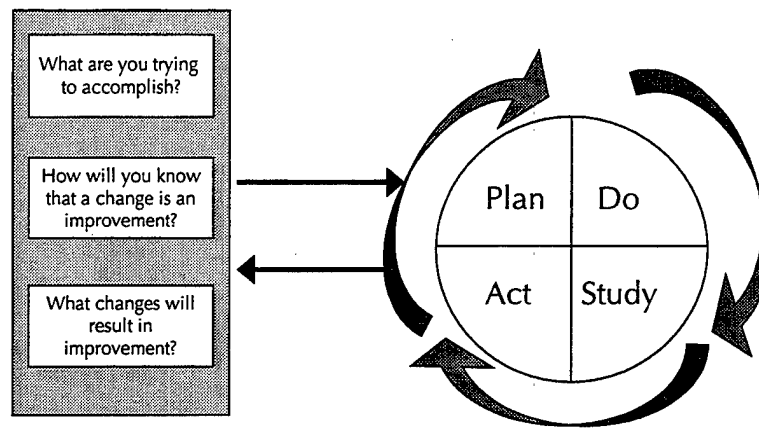 What are you trying
to accomplish?
How will you know
that a change is an
improvement?
What changes will
result in
improvement?
Plan
Do
Act
Study